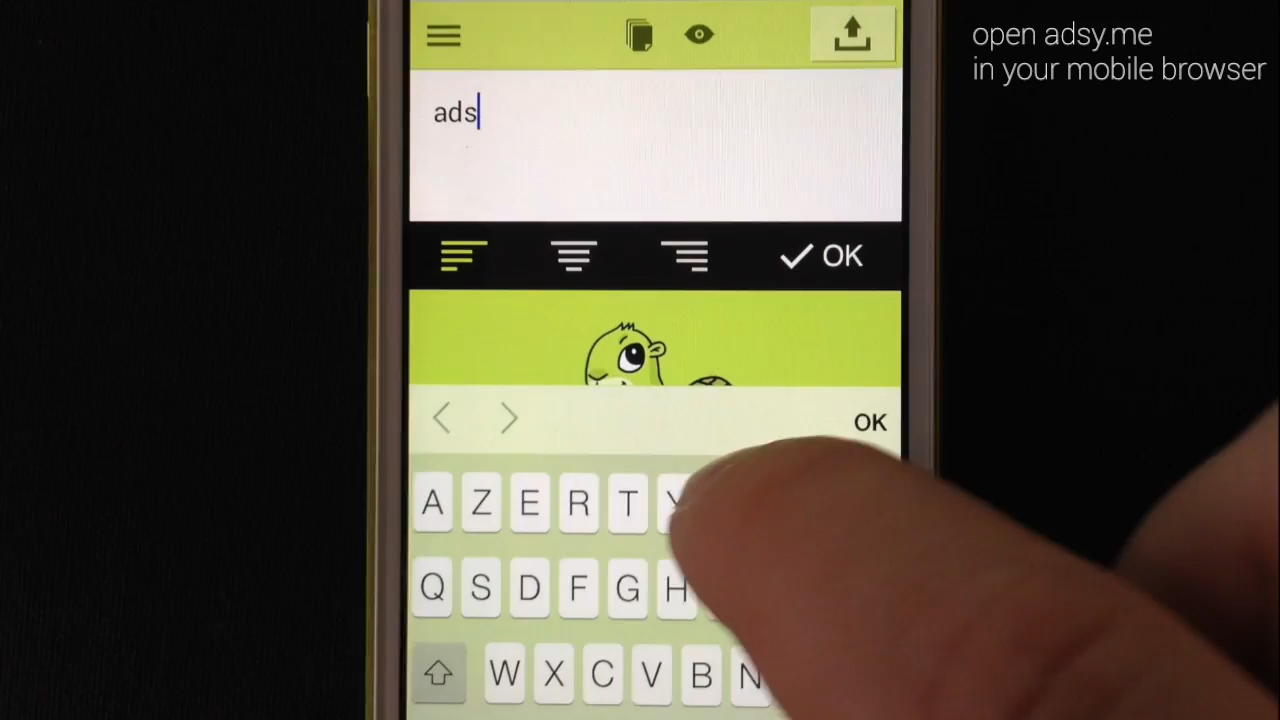 open adsy.me
in your mobile browser
ads
OK
OK
A Z E R T Y
Q S D F G H
W X C V B N